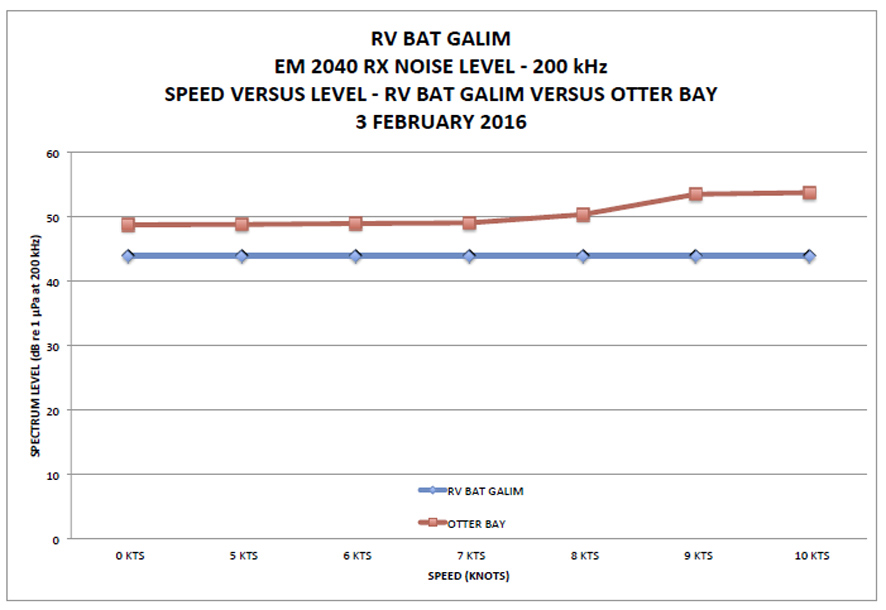 RV BAT GALIM
EM 2040 RX NOISE LEVEL - 200 kHz
SPEED VERSUS LEVEL - RV BAT GALIM VERSUS OTTER BAY
3 FEBRUARY 2016
SPECTRUM LEVEL (dB re 1 µPa at 200 kHz)
60
50
40
30
20
10
0
RV BAT GALIM
OTTER BAY
0 KTS
5 KTS
6 KTS
7 KTS
8 KTS
9 KTS
10 KTS
SPEED (KNOTS)